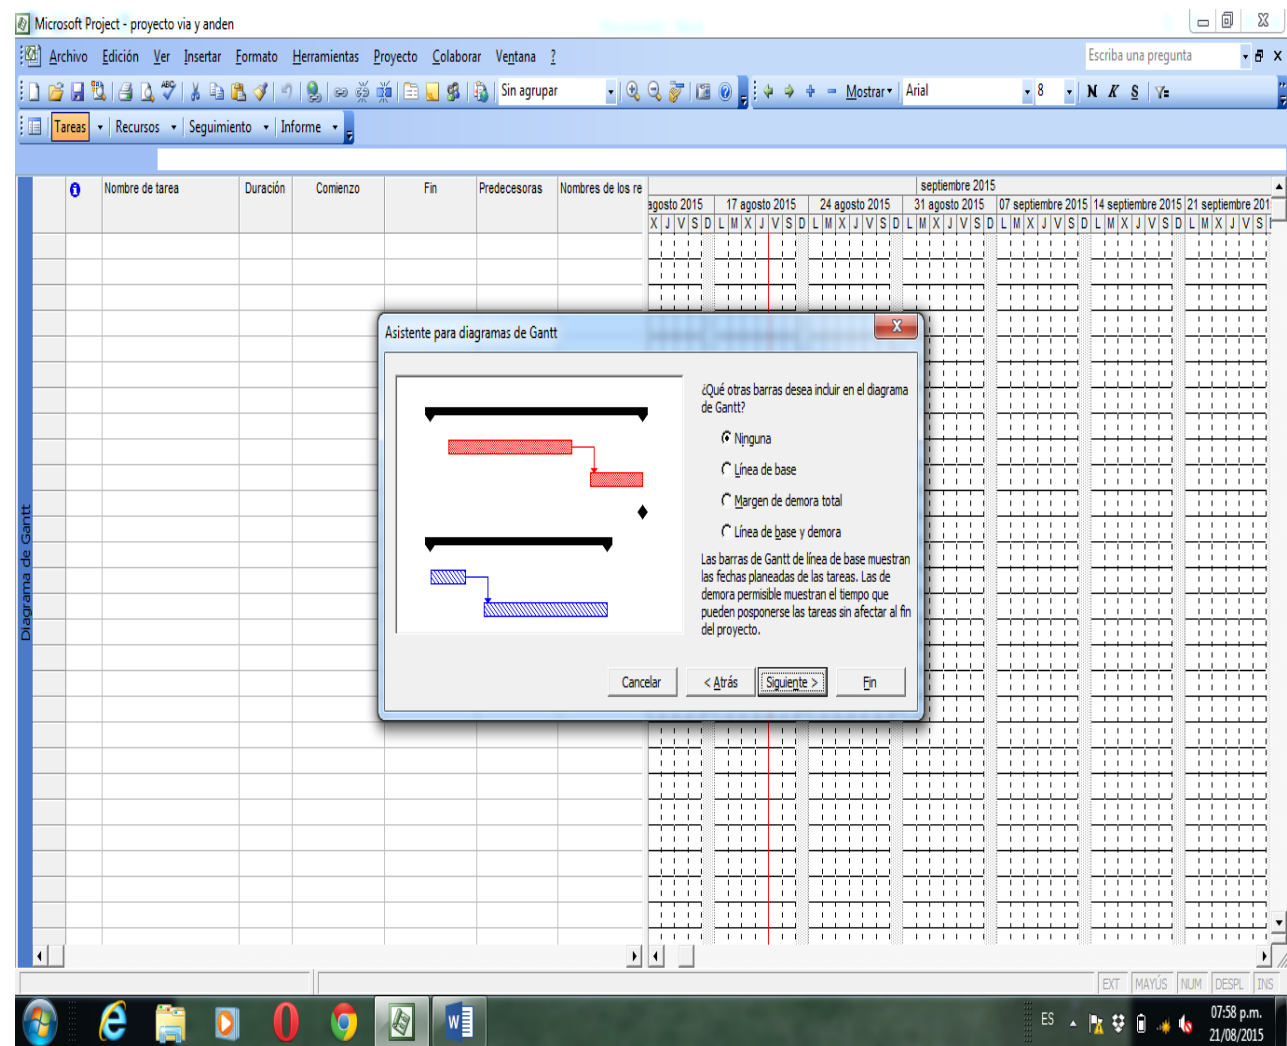 Microsoft Project - proyecto via y anden
Archivo Edición Ver Insertar Formato Herramientas Proyecto Colaborar Ventana ?
Escriba una pregunta
Sin agrupar
Mostrar
Arial
8
N K S
Tareas Recursos Seguimiento Informe
Nombre de tarea Duración Comienzo Fin Predecesoras Nombres de los re
septiembre 2015
agosto 2015 17 agosto 2015 24 agosto 2015 31 agosto 2015 07 septiembre 2015 14 septiembre 2015 21 septiembre 201
X J V S D L M X J V S D L M X J V S D L M X J V S D L M X J V S D L M X J V S D L M X J V S
Diagrama de Gantt
Asistente para diagramas de Gantt
¿Qué otras barras desea incluir en el diagrama
de Gantt?
Ninguna
Línea de base
Margen de demora total
Línea de base y demora
Las barras de Gantt de línea de base muestran
las fechas planeadas de las tareas. Las de
demora permisible muestran el tiempo que
pueden posponerse las tareas sin afectar al fin
del proyecto.
Cancelar < Atrás Siguiente > Fin
EXT MAYÚS NUM DESPL INS
ES
07:58 p.m.
21/08/2015